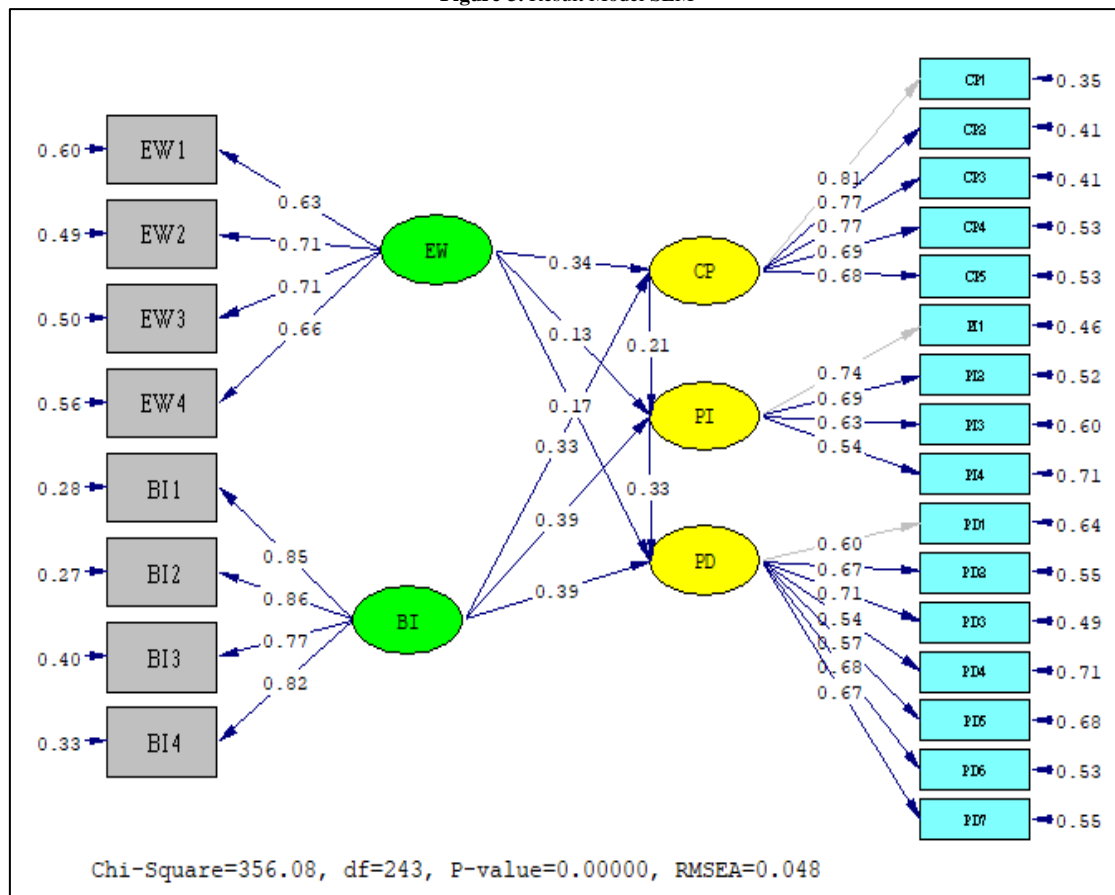 Figure Result Model SEM
0.60 EW1
0.49 EW2
0.50 EW3
0.56 EW4
0.28 BI1
0.27 BI2
0.40 BI3
0.33 BI4
0.63
0.71
0.71
0.66
0.85
0.86
0.77
0.82
EW
BI
0.34
0.13
0.17
0.33
0.39
0.39
0.21
0.33
CP
PI
PD
0.81
0.77
0.77
0.69
0.68
0.74
0.69
0.63
0.54
0.60
0.67
0.71
0.54
0.57
0.68
0.67
CP1 0.35
CP2 0.41
CP3 0.41
CP4 0.53
CP5 0.53
PI1 0.46
PI2 0.52
PI3 0.60
PI4 0.71
PD1 0.64
PD2 0.55
PD3 0.49
PD4 0.71
PD5 0.68
PD6 0.53
PD7 0.55
Chi-Square=356.08, df=243, P-value=0.00000, RMSEA=0.048